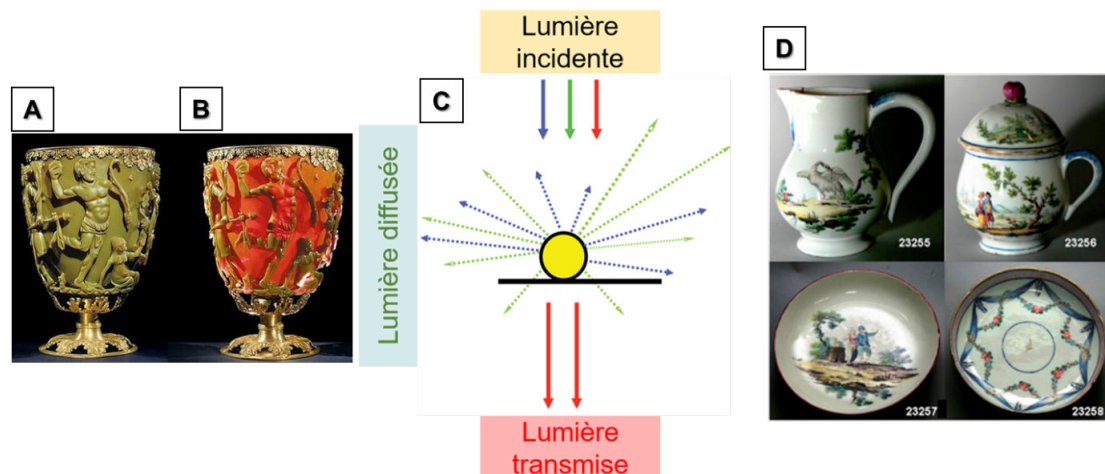 A
B
Lumière diffusée
Lumière
incidente
C
Lumière
transmise
D
23255
23256
23257
23258